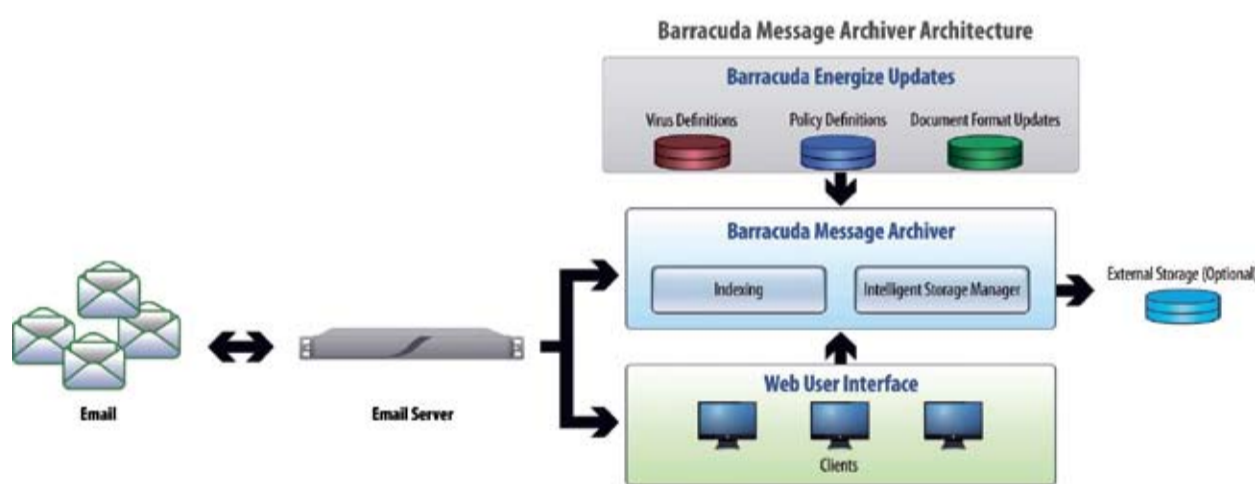 Barracuda Message Archiver Architecture
Barracuda Energize Updates
Virus Definitions
Policy Definitions
Document Format Updates
Barracuda Message Archiver
Indexing
Intelligent Storage Manager
External Storage (Optional)
Email
Email Server
Web User Interface
Clients